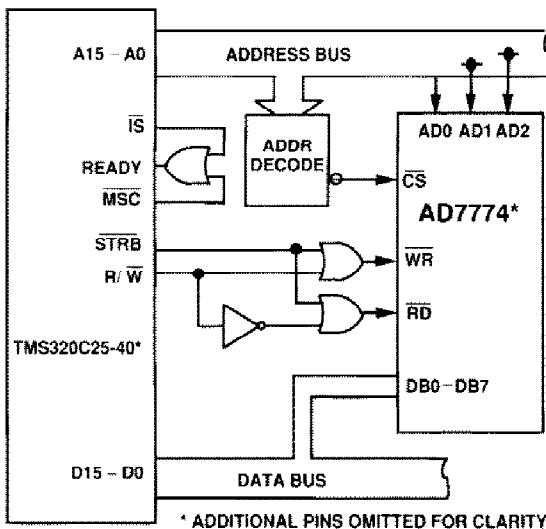 A15 – A0
ADDRESS BUS
IS
READY
MSC
ADDR
DECODE
AD0 AD1 AD2
CS
AD7774*
STRB
R/W
WR
RD
TMS320C25-40*
DB0–DB7
D15 – D0
DATA BUS
* ADDITIONAL PINS OMITTED FOR CLARITY